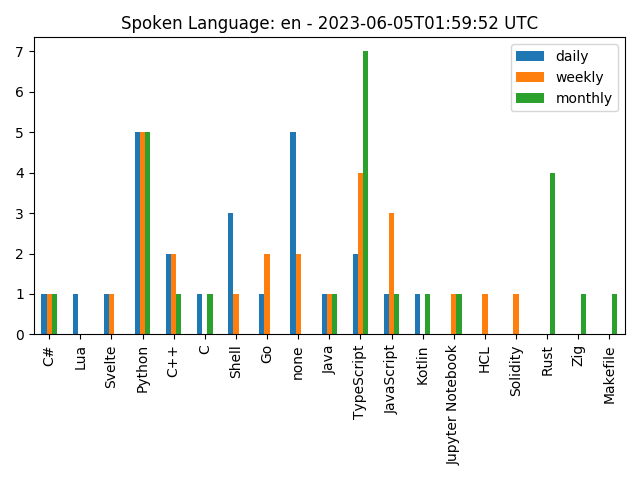 Spoken Language: en - 2023-06-05T01:59:52 UTC
daily
weekly
monthly
7
6
5
4
3
2
1
0
C#
Lua
Svelte
Python
C++
C
Shell
Go
none
Java
TypeScript
JavaScript
Kotlin
Jupyter Notebook
HCL
Solidity
Rust
Zig
Makefile